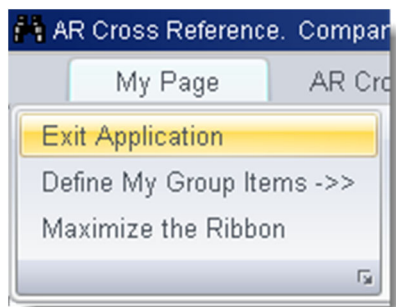 AR Cross Reference. Compar
My Page AR Cro
Exit Application
Define My Group Items ->>
Maximize the Ribbon